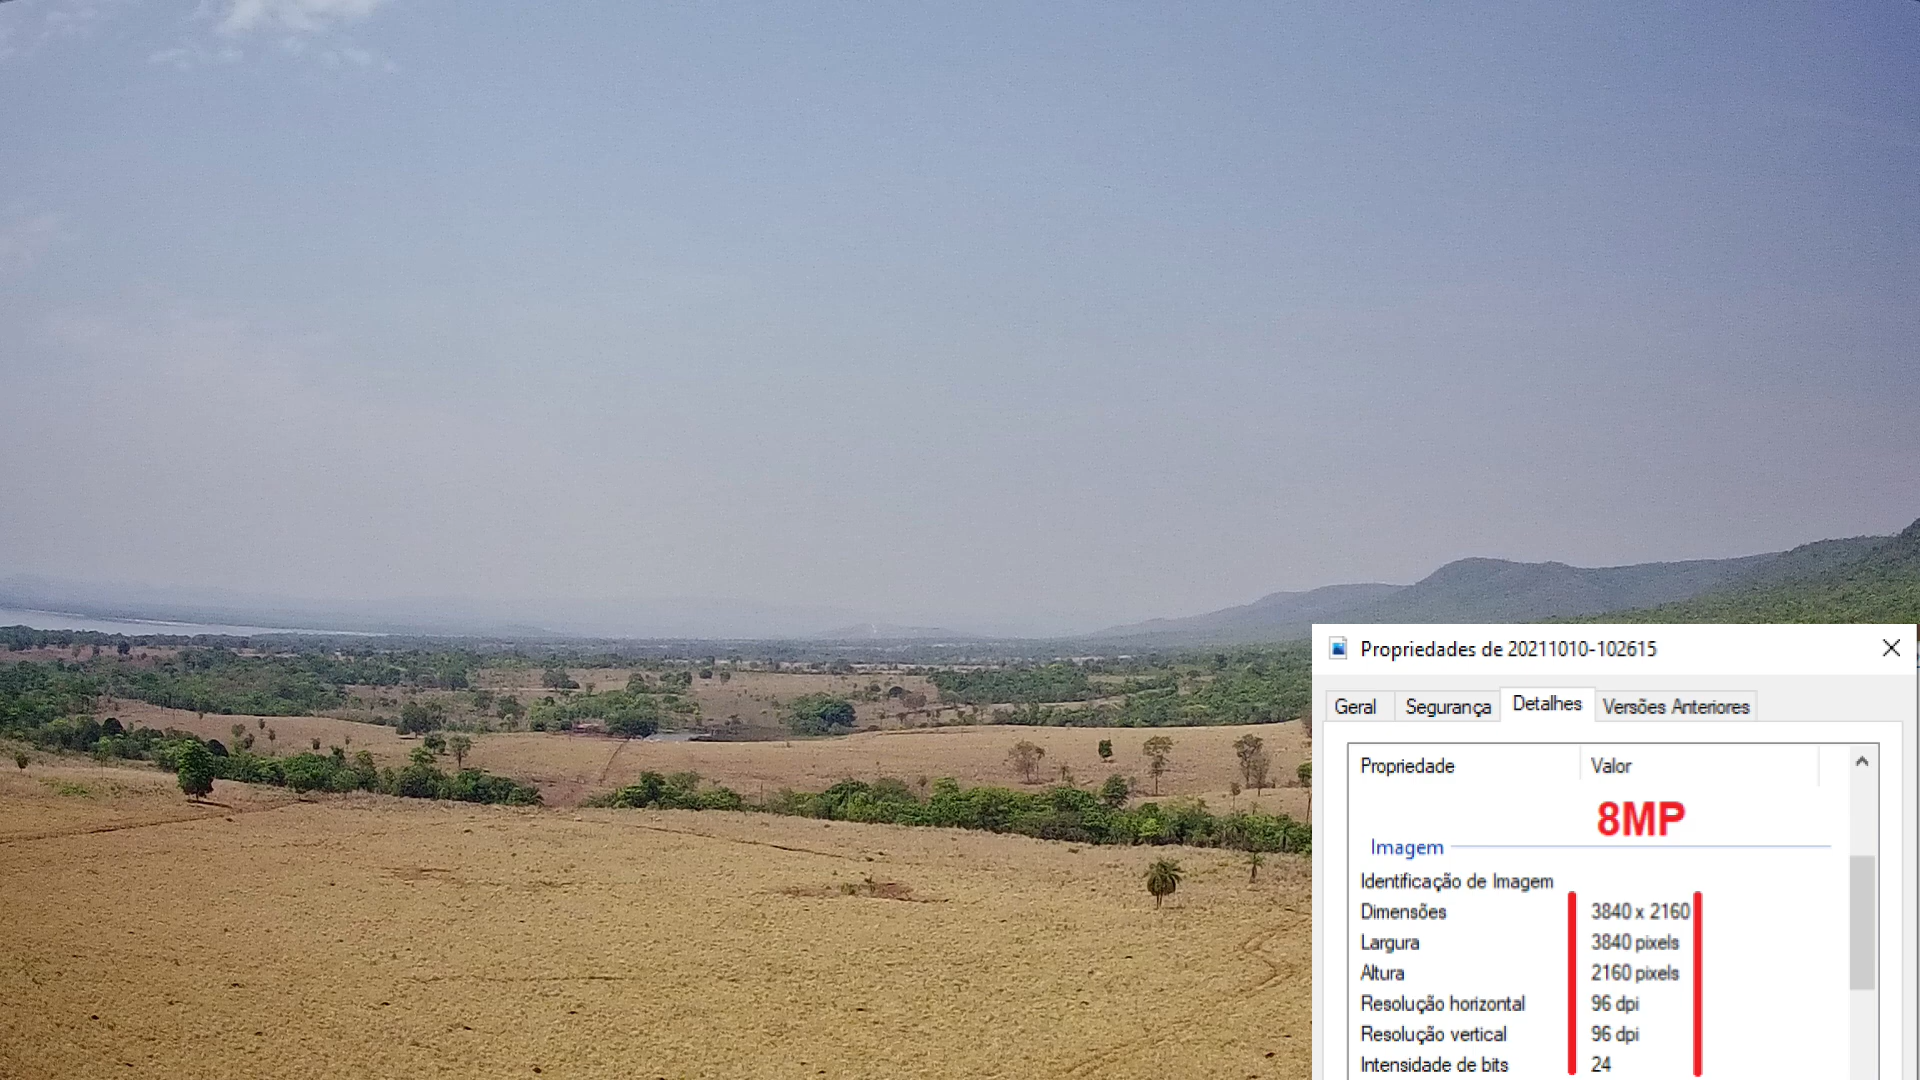 Propriedades de 20211010-102615
Geral Segurança Detalhes Versões Anteriores
Propriedade Valor
8MP
Imagem
Identificação de Imagem
Dimensões 3840 x 2160
Largura 3840 pixels
Altura 2160 pixels
Resolução horizontal 96 dpi
Resolução vertical 96 dpi
Intensidade de bits 24